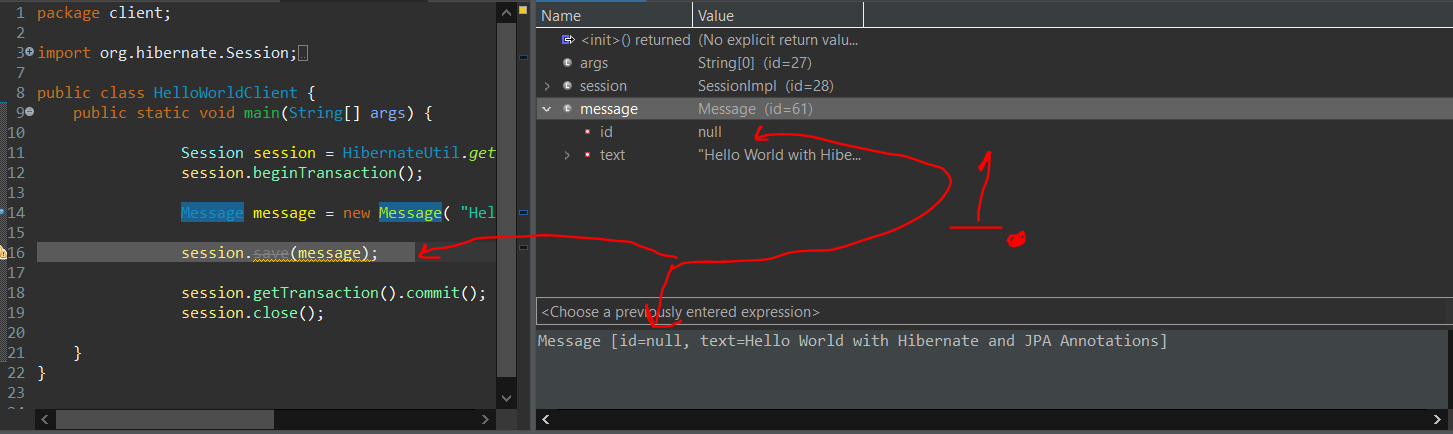 1 package client;
2
3 import org.hibernate.Session;
7
8 public class HelloWorldClient {
9 public static void main(String[] args) {
10
11 Session session = HibernateUtil.get
12 session.beginTransaction();
13
14 Message message = new Message( "Hel
15
16 session.save(message);
17
18 session.getTransaction().commit();
19 session.close();
20
21 }
22 }
23
Name Value
<init>() returned (No explicit return valu...
args String[0] (id=27)
session SessionImpl (id=28)
message Message (id=61)
id null
text "Hello World with Hibe...
1.
<Choose a previously entered expression>
Message [id=null, text=Hello World with Hibernate and JPA Annotations]